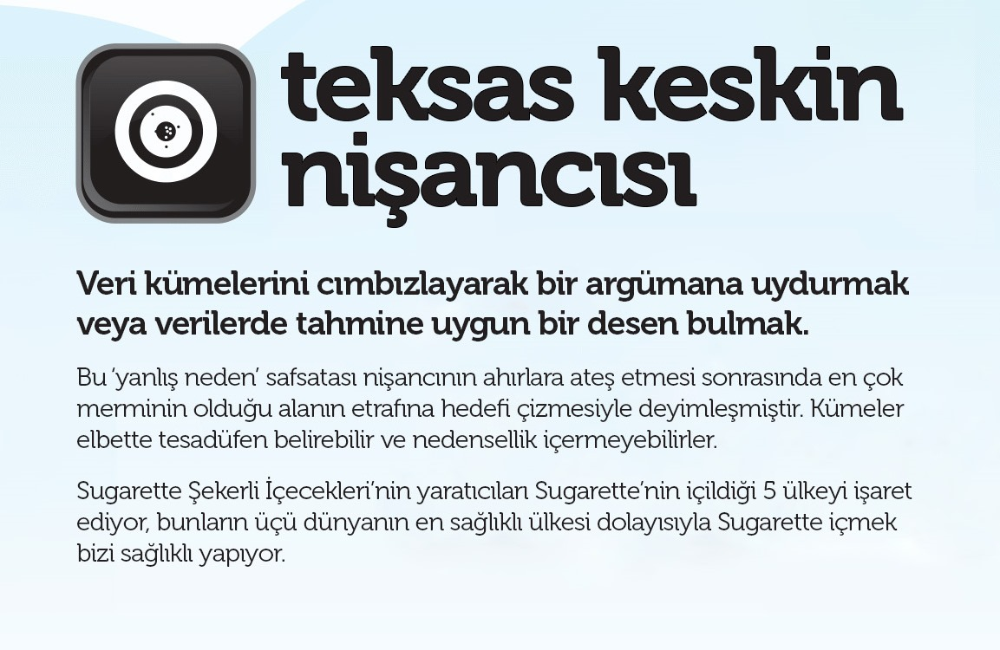 teksas keskin
nişancısı
Veri kümelerini cımbızlayarak bir argümana uydurmak
veya verilerde tahmine uygun bir desen bulmak.
Bu ‘yanlış neden’ safsatası nişancının ahırlara ateş etmesi sonrasında en çok
merminin olduğu alanın etrafına hedefi çizmesiyle deyimleşmiştir. Kümeler
elbette tesadüfen belirebilir ve nedensellik içermeyebilirler.
Sugarette Şekerli İçecekleri’nin yaratıcıları Sugarette’nin içildiği 5 ülkeyi işaret
ediyor, bunların üçü dünyanın en sağlıklı ülkesi dolayısıyla Sugarette içmek
bizi sağlıklı yapıyor.